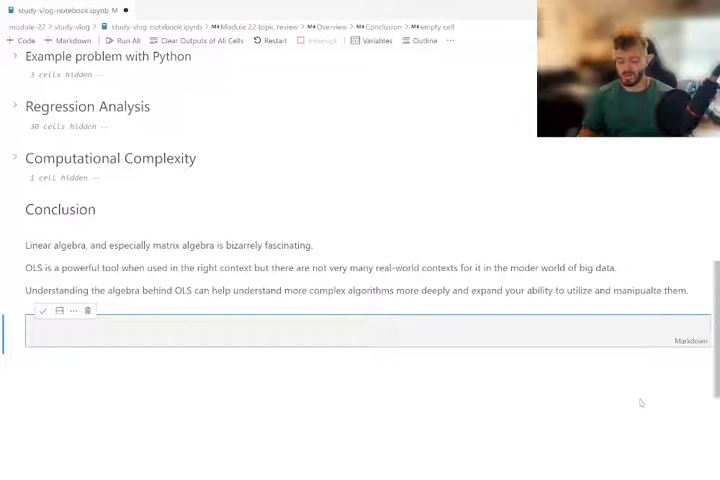 study-vlog-notebook.ipynb M
module-22 > study-vlog > study-vlog-notebook.ipynb > Module 22 topic review > Overview > Conclusion > empty cell
+ Code + Markdown Run All Clear Outputs of All Cells Restart Interrupt Variables Outline ...
Example problem with Python
3 cells hidden --
Regression Analysis
30 cells hidden --
Computational Complexity
1 cell hidden --
Conclusion
Linear algebra, and especially matrix algebra is bizarrely fascinating.
OLS is a powerful tool when used in the right context but there are not very many real-world contexts for it in the moder world of big data.
Understanding the algebra behind OLS can help understand more complex algorithms more deeply and expand your ability to utilize and manipualte them.
Markdown